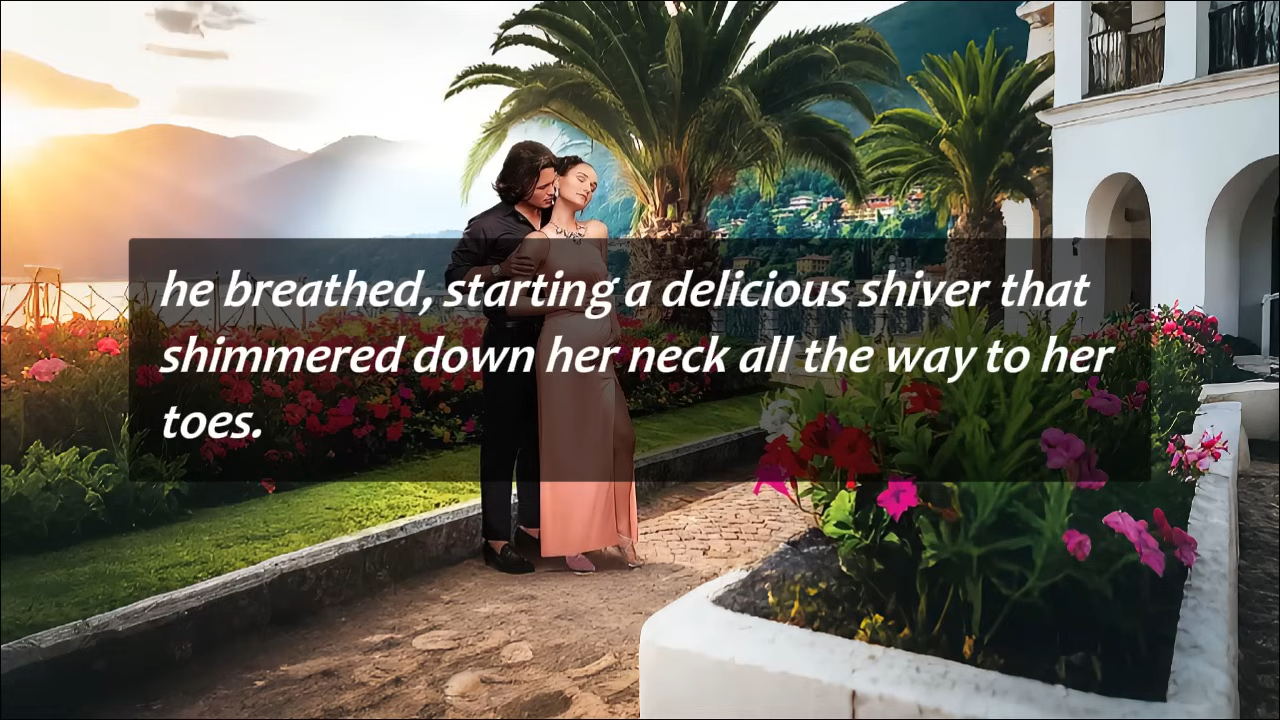 he breathed, starting a delicious shiver that
shimmered down her neck all the way to her
toes.